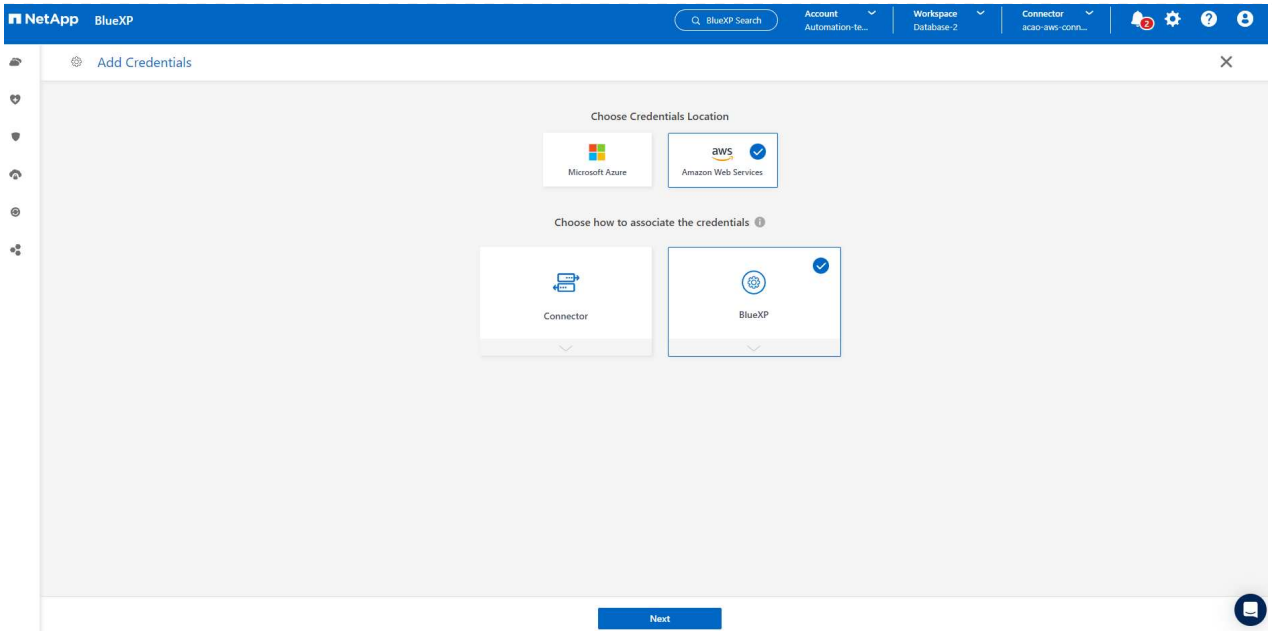 NetApp BlueXP
BlueXP Search
Account
Automation-te...
Workspace
Database-2
Connector
acao-aws-conn...
2
Add Credentials
Choose Credentials Location
Microsoft Azure
aws
Amazon Web Services
Choose how to associate the credentials
Connector
BlueXP
Next